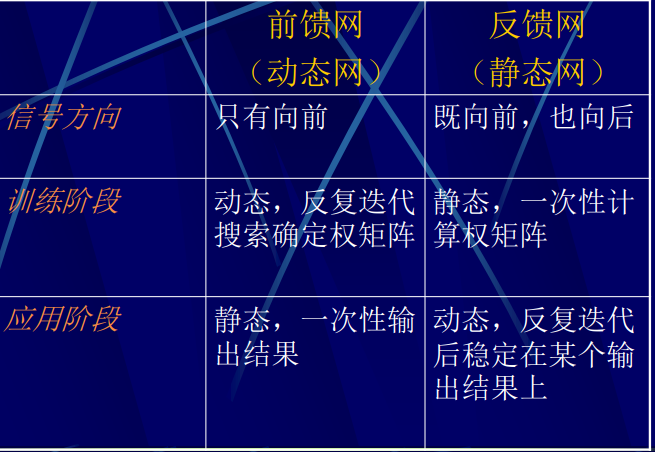 前馈网
（动态网）
反馈网
（静态网）
信号方向
只有向前
既向前，也向后
训练阶段
动态，反复迭代
搜索确定权矩阵
静态，一次性计
算权矩阵
应用阶段
静态，一次性输
出结果
动态，反复迭代
后稳定在某个输
出结果上